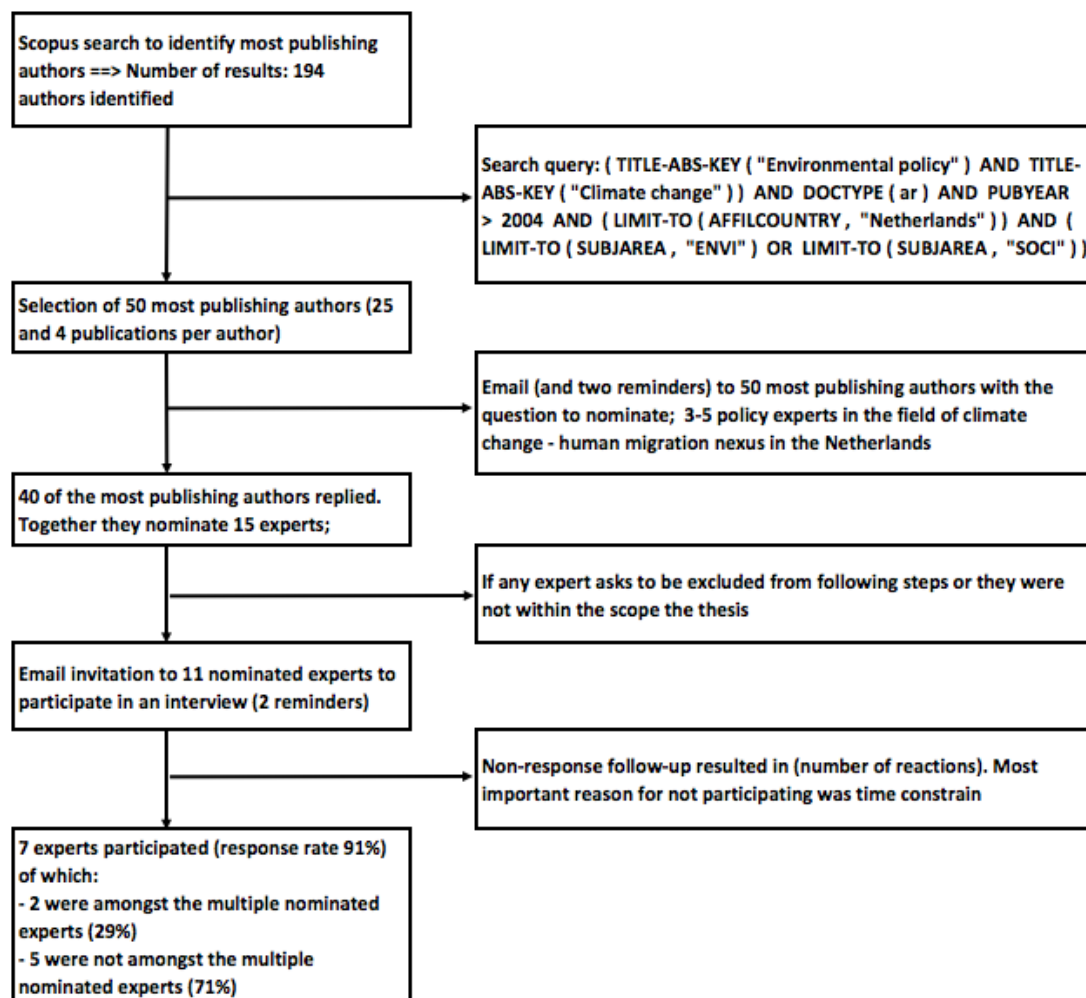 Scopus search to identify most publishing
authors ==> Number of results: 194
authors identified
Search query: ( TITLE-ABS-KEY ( "Environmental policy" ) AND TITLE-
ABS-KEY ( "Climate change" ) ) AND DOCTYPE ( ar ) AND PUBYEAR
> 2004 AND ( LIMIT-TO ( AFFILCOUNTRY , "Netherlands" ) ) AND (
LIMIT-TO ( SUBJAREA , "ENVI" ) OR LIMIT-TO ( SUBJAREA , "SOCI" ) )
Selection of 50 most publishing authors (25
and 4 publications per author)
Email (and two reminders) to 50 most publishing authors with the
question to nominate; 3-5 policy experts in the field of climate
change - human migration nexus in the Netherlands
40 of the most publishing authors replied.
Together they nominate 15 experts;
If any expert asks to be excluded from following steps or they were
not within the scope the thesis
Email invitation to 11 nominated experts to
participate in an interview (2 reminders)
Non-response follow-up resulted in (number of reactions). Most
important reason for not participating was time constrain
7 experts participated (response rate 91%)
of which:
- 2 were amongst the multiple nominated
experts (29%)
- 5 were not amongst the multiple
nominated experts (71%)